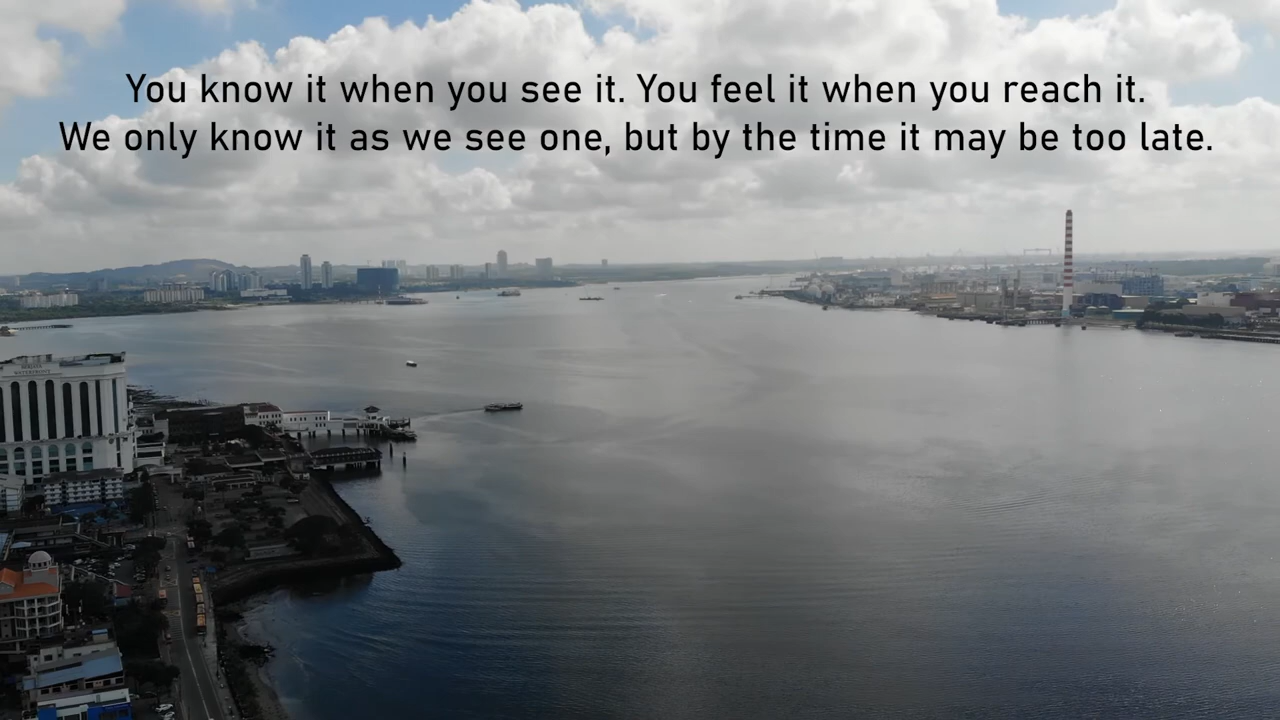 You know it when you see it. You feel it when you reach it.
We only know it as we see one, but by the time it may be too late.